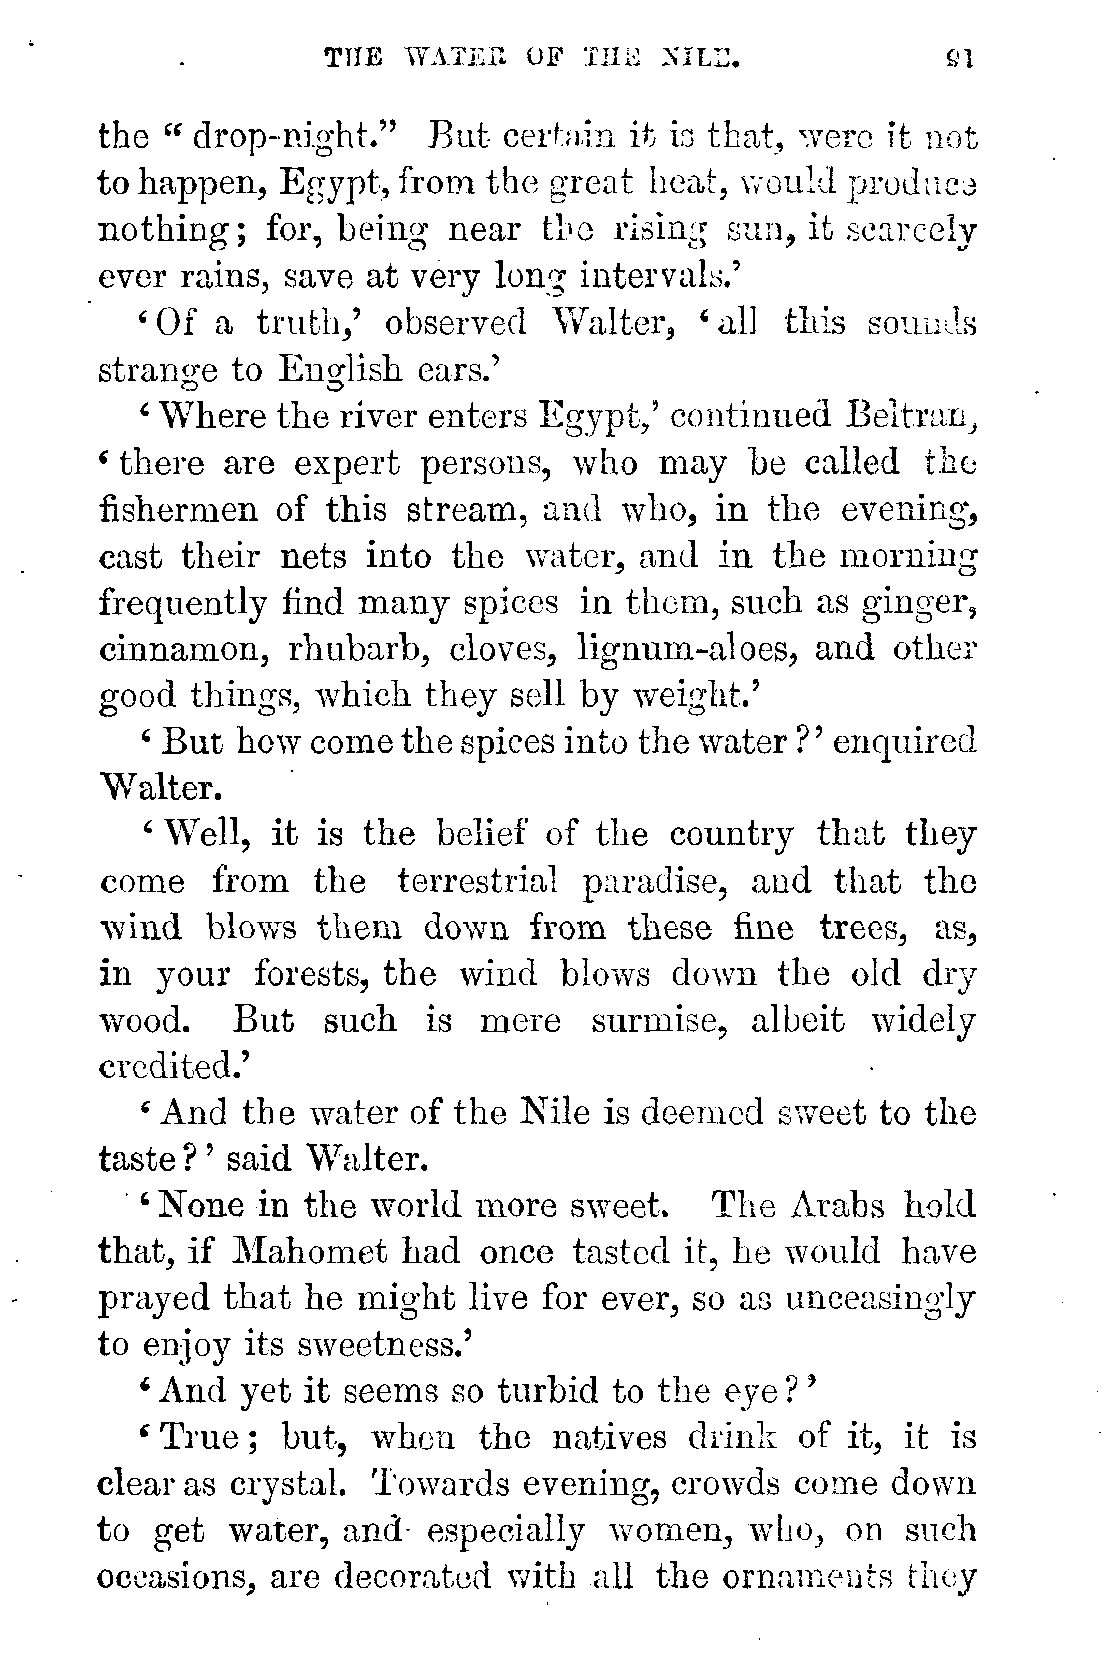 THE WATER OF THE NILE. 91
the “ drop-night.” But certain it is that, were it not
to happen, Egypt, from the great heat, would produce
nothing; for, being near the rising sun, it scarcely
ever rains, save at very long intervals.’
‘Of a truth,’ observed Walter, ‘all this sounds
strange to English ears.’
‘Where the river enters Egypt,’ continued Beltran,
‘there are expert persons, who may be called the
fishermen of this stream, and who, in the evening,
cast their nets into the water, and in the morning
frequently find many spices in them, such as ginger,
cinnamon, rhubarb, cloves, lignum-aloes, and other
good things, which they sell by weight.’
‘But how come the spices into the water?’ enquired
Walter.
‘Well, it is the belief of the country that they
come from the terrestrial paradise, and that the
wind blows them down from these fine trees, as,
in your forests, the wind blows down the old dry
wood. But such is mere surmise, albeit widely
credited.’
‘And the water of the Nile is deemed sweet to the
taste?’ said Walter.
‘None in the world more sweet. The Arabs hold
that, if Mahomet had once tasted it, he would have
prayed that he might live for ever, so as unceasingly
to enjoy its sweetness.’
‘And yet it seems so turbid to the eye?’
‘True; but, when the natives drink of it, it is
clear as crystal. Towards evening, crowds come down
to get water, and especially women, who, on such
occasions, are decorated with all the ornaments they